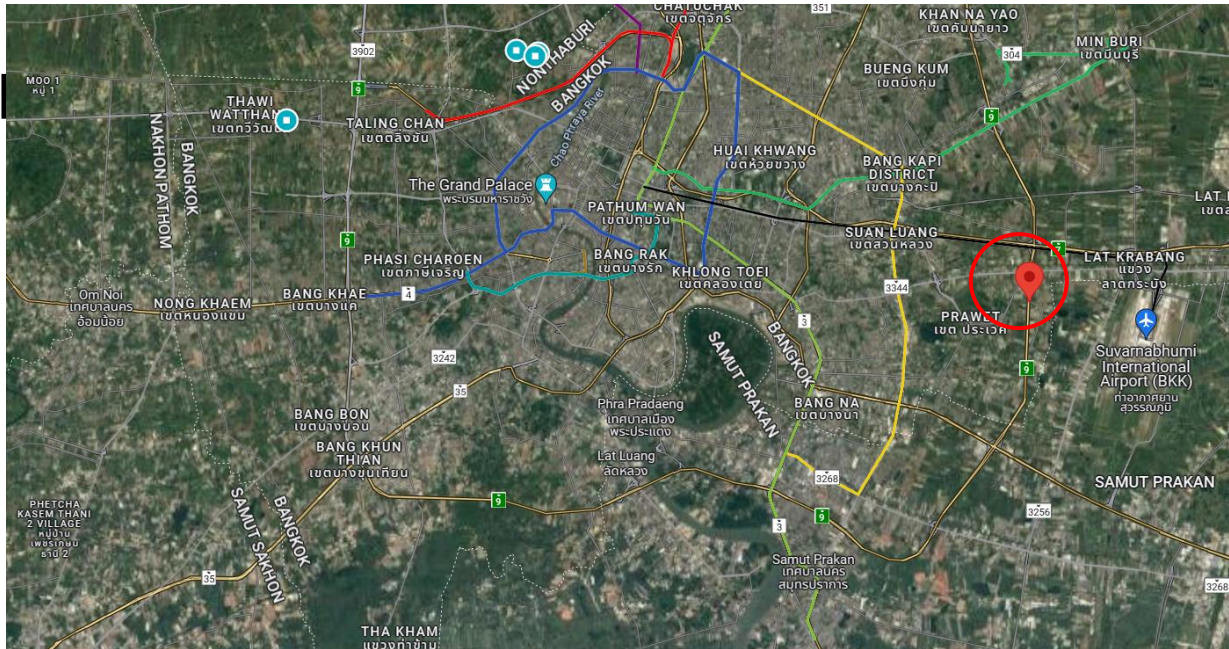 CHATUCHAK
เขตจตุจักร
351
KHAN NA YAO
เขตคันนายาว
3902
NONTHABURI
BANGKOK
304
MIN BURI
เขตมีนบุรี
BUENG KUM
เขตบึงกุ่ม
MOO 1
หมู่ 1
9
THAWI
WATTHANA
เขตทวีวัฒนา
TALING CHAN
เขตตลิ่งชัน
Chao Phraya River
9
NAKHON PATHOM
BANGKOK
HUAI KHWANG
เขตห้วยขวาง
BANG KAPI
DISTRICT
เขตบางกะปิ
The Grand Palace
พระบรมมหาราชวัง
PATHUM WAN
เขตปทุมวัน
LAT
9
SUAN LUANG
เขตสวนหลวง
7
PHASI CHAROEN
เขตภาษีเจริญ
BANG RAK
เขตบางรัก
KHLONG TOEI
เขตคลองเตย
LAT KRABANG
แขวง
ลาดกระบัง
Om Noi
เทศบาลนคร
อ้อมน้อย
NONG KHAEM
เขตหนองแขม
BANG KHAE
เขตบางแค
4
3344
PRAWET
เขต ประเวศ
3
3242
35
SAMUT PRAKAN
BANGKOK
Suvarnabhumi
International
Airport (BKK)
ท่าอากาศยาน
สุวรรณภูมิ
9
BANG BON
เขตบางบอน
Phra Pradaeng
เทศบาลเมือง
พระประแดง
BANG NA
เขตบางนา
BANG KHUN
THIAN
เขตบางขุนเทียน
Lat Luang
ลัดหลวง
3268
SAMUT PRAKAN
PHETCHA
KASEM THANI
2 VILLAGE
หมู่บ้าน
เพชรเกษม
ธานี 2
SAMUT SAKHON
BANGKOK
9
3
9
3256
Samut Prakan
เทศบาลนคร
สมุทรปราการ
35
3268
THA KHAM
แขวงท่าข้าม